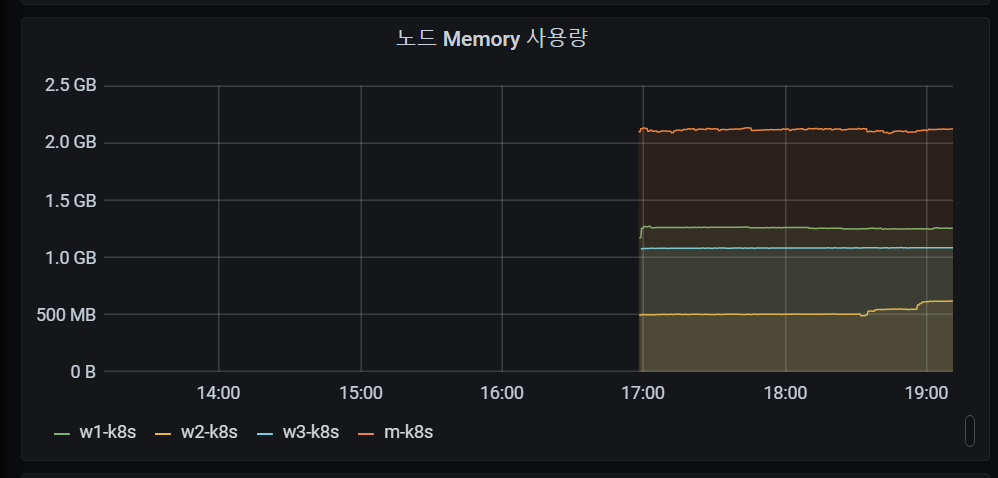 노드 Memory 사용량
2.5 GB
2.0 GB
1.5 GB
1.0 GB
500 MB
0 B
14:00 15:00 16:00 17:00 18:00 19:00
w1-k8s w2-k8s w3-k8s m-k8s